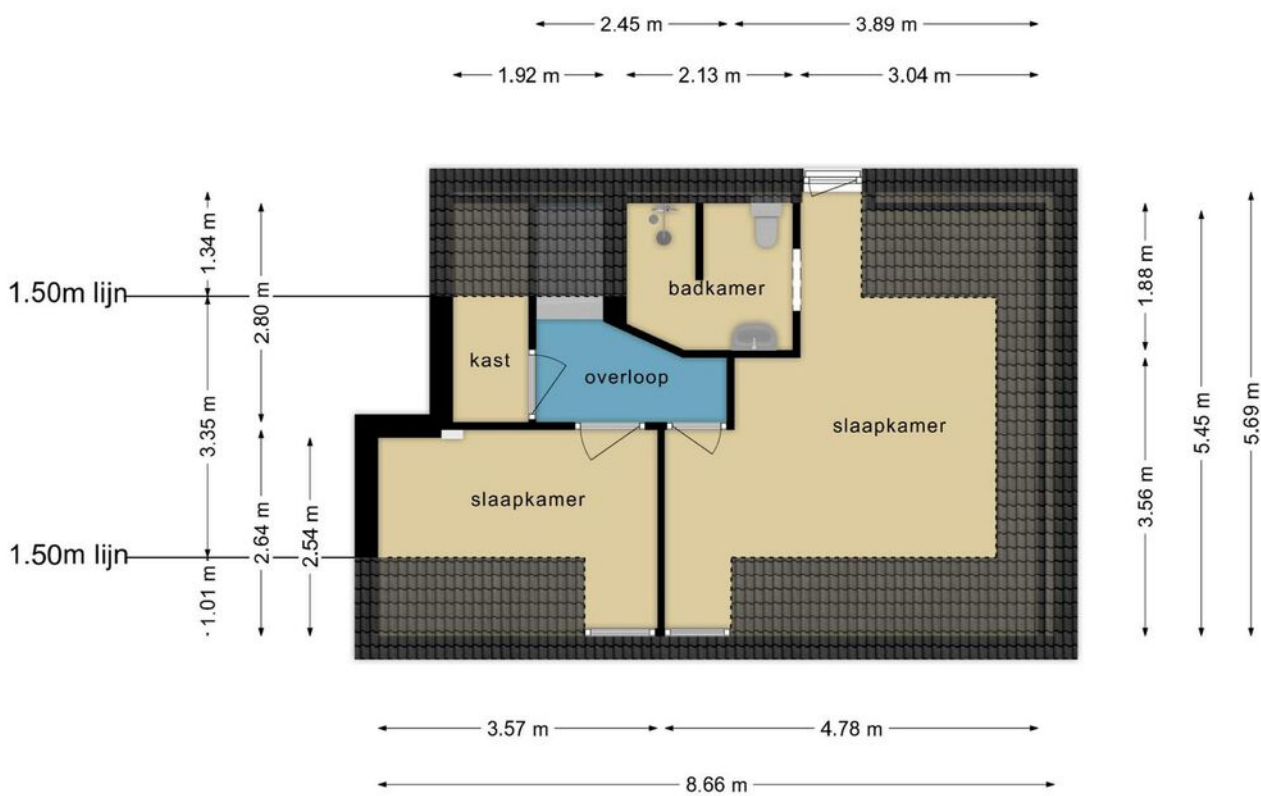 2.45 m 3.89 m
1.92 m 2.13 m 3.04 m
1.34 m
1.50m lijn
2.80 m
3.35 m
1.50m lijn
2.64 m
2.54 m
1.01 m
badkamer
kast
overloop
slaapkamer
slaapkamer
1.88 m
3.56 m
5.45 m
5.69 m
3.57 m 4.78 m
8.66 m